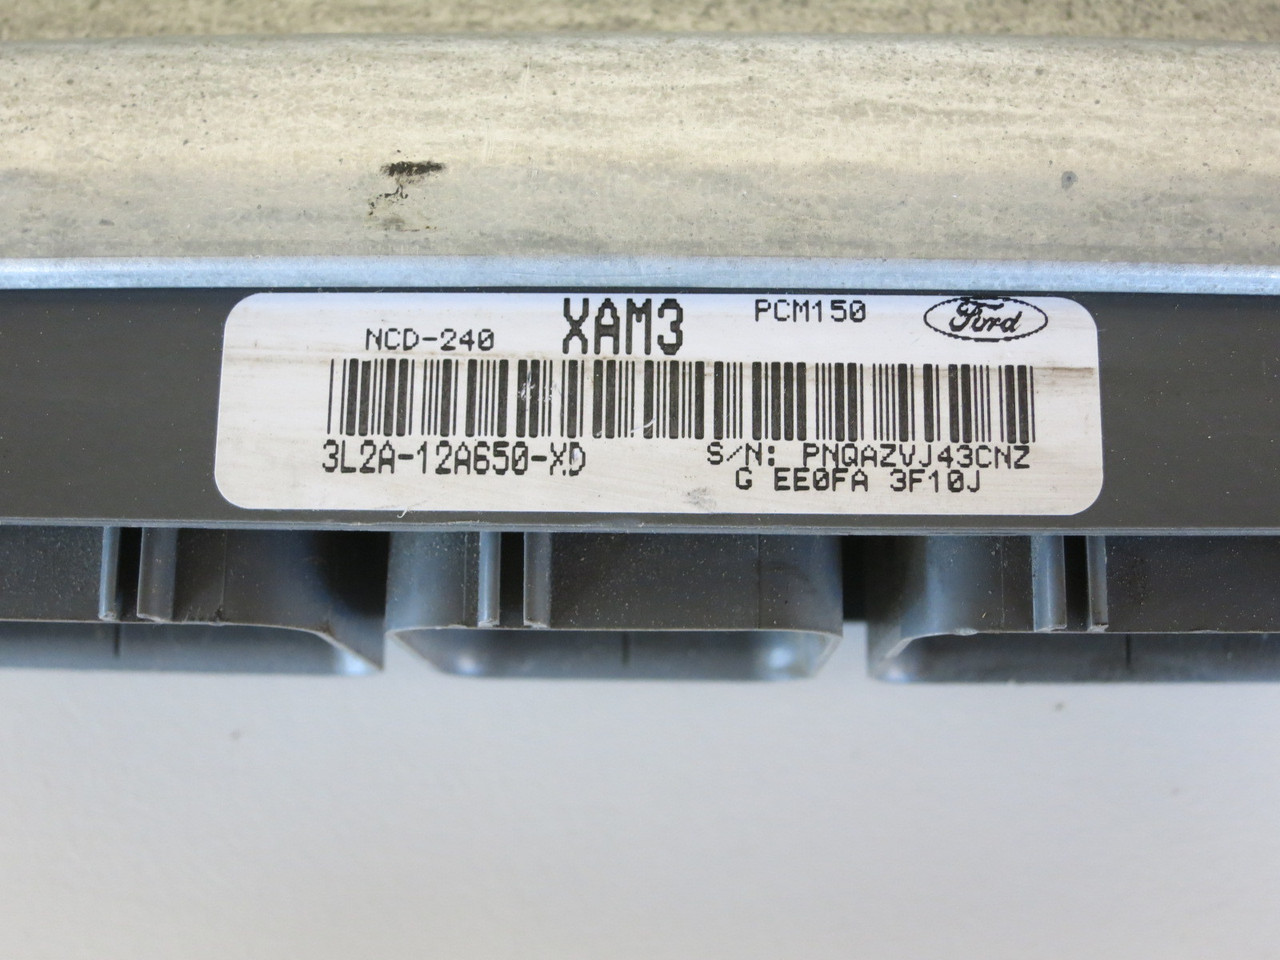 NCD-240 XAM3 PCM150 Ford
3L2A-12A650-XD S/N: PNQAZVJ43CNZ
G EE0FA 3F10J